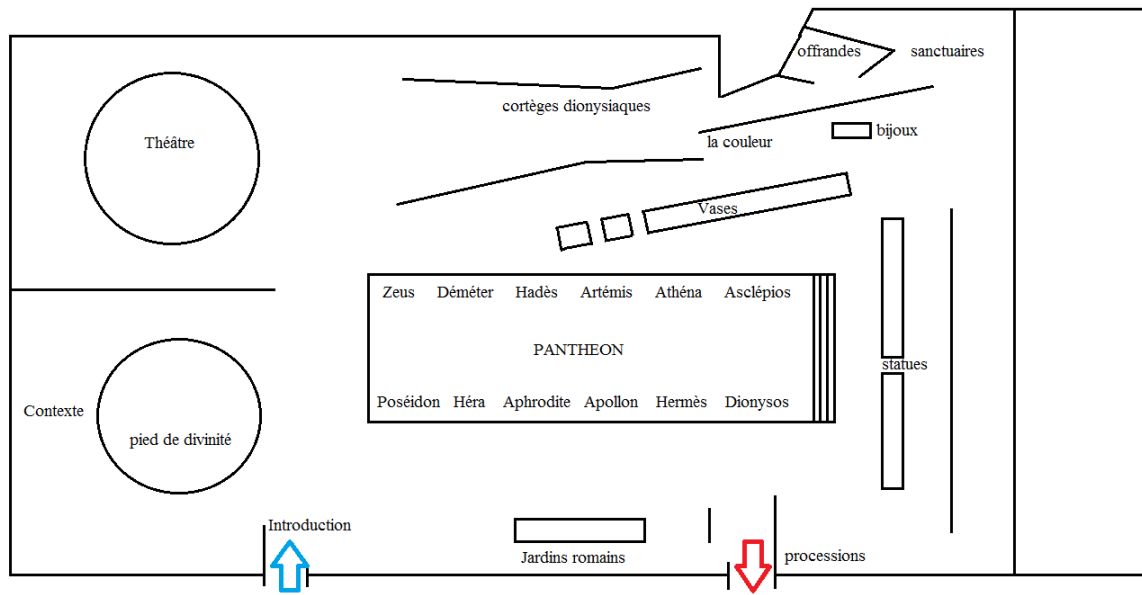 offrandes
sanctuaires
cortèges dionysiaques
Théâtre
la couleur
bijoux
Vases
Zeus Déméter Hadès Artémis Athéna Asclépios
PANTHEON
statues
Poséidon Héra Aphrodite Apollon Hermès Dionysos
Contexte
pied de divinité
Introduction
Jardins romains
processions